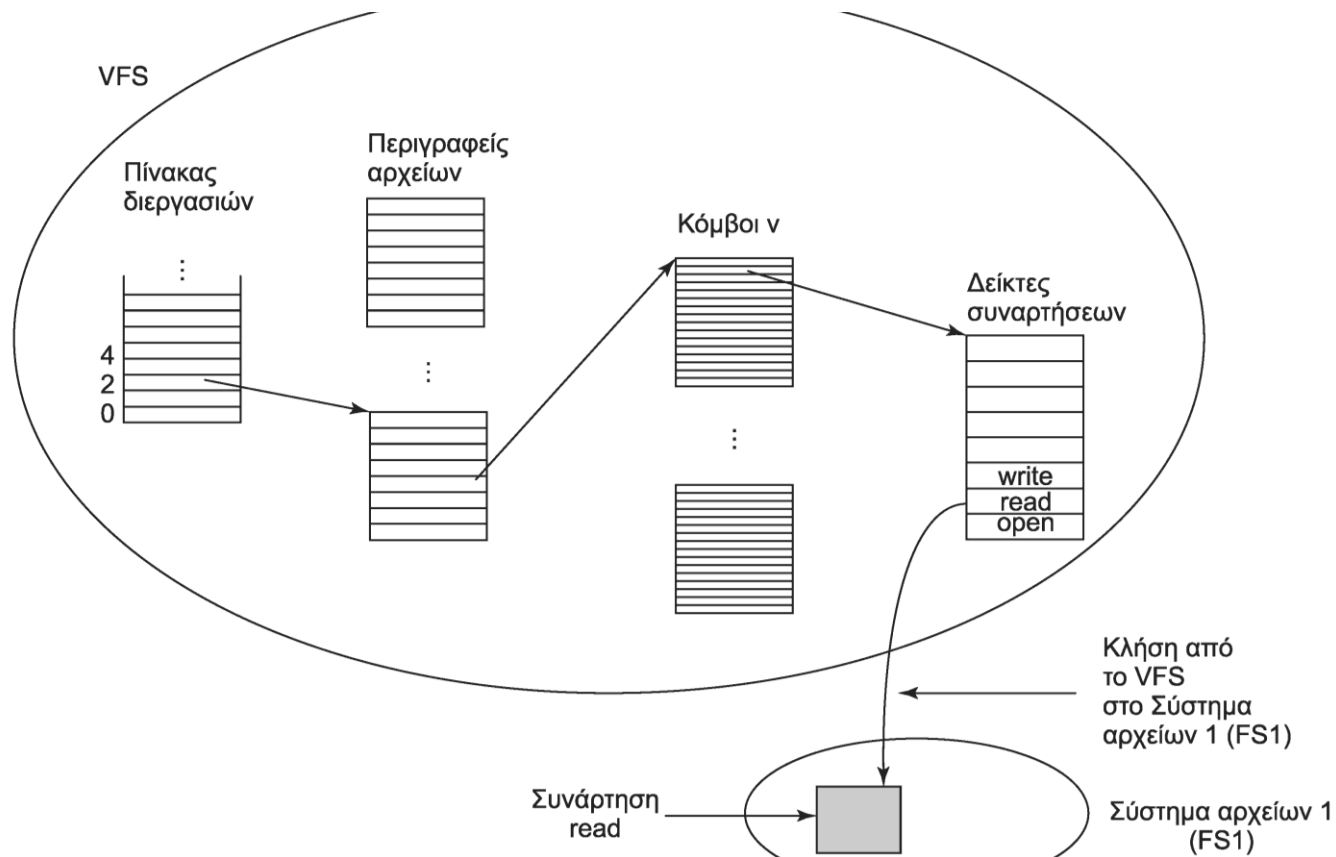 VFS
Πίνακας
διεργασιών
⋮
4
2
0
Περιγραφείς
αρχείων
⋮
Κόμβοι v
⋮
Δείκτες
συναρτήσεων
write
read
open
Κλήση από
το VFS
στο Σύστημα
αρχείων 1 (FS1)
Συνάρτηση
read
Σύστημα αρχείων 1
(FS1)